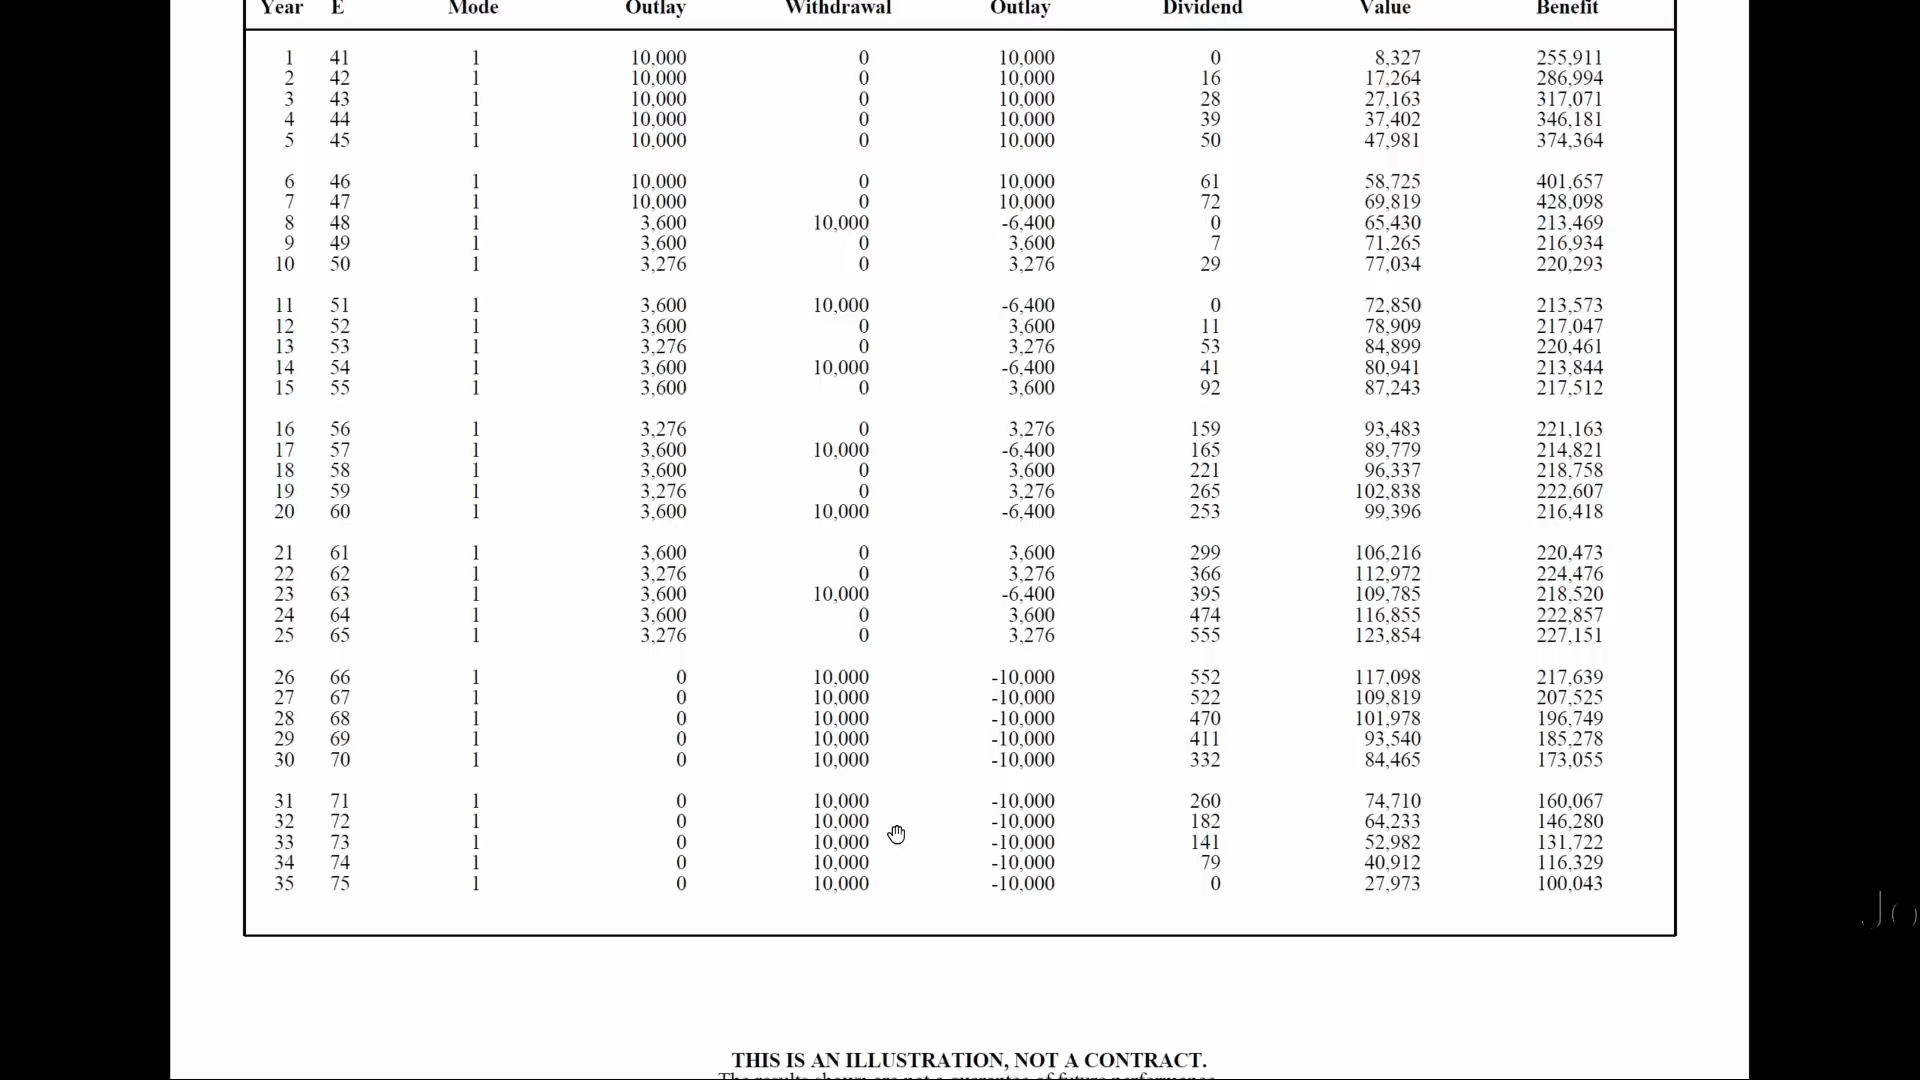 Year E Mode Outlay Withdrawal Outlay Dividend Value Benefit
1 41 1 10,000 0 10,000 0 8,327 255,911
2 42 1 10,000 0 10,000 16 17,264 286,994
3 43 1 10,000 0 10,000 28 27,163 317,071
4 44 1 10,000 0 10,000 39 37,402 346,181
5 45 1 10,000 0 10,000 50 47,981 374,364
6 46 1 10,000 0 10,000 61 58,725 401,657
7 47 1 10,000 0 10,000 72 69,819 428,098
8 48 1 3,600 10,000 -6,400 0 65,430 213,469
9 49 1 3,600 0 3,600 7 71,265 216,934
10 50 1 3,276 0 3,276 29 77,034 220,293
11 51 1 3,600 10,000 -6,400 0 72,850 213,573
12 52 1 3,600 0 3,600 11 78,909 217,047
13 53 1 3,276 0 3,276 53 84,899 220,461
14 54 1 3,600 10,000 -6,400 41 80,941 213,844
15 55 1 3,600 0 3,600 92 87,243 217,512
16 56 1 3,276 0 3,276 159 93,483 221,163
17 57 1 3,600 10,000 -6,400 165 89,779 214,821
18 58 1 3,600 0 3,600 221 96,337 218,758
19 59 1 3,276 0 3,276 265 102,838 222,607
20 60 1 3,600 10,000 -6,400 253 99,396 216,418
21 61 1 3,600 0 3,600 299 106,216 220,473
22 62 1 3,276 0 3,276 366 112,972 224,476
23 63 1 3,600 10,000 -6,400 395 109,785 218,520
24 64 1 3,600 0 3,600 474 116,855 222,857
25 65 1 3,276 0 3,276 555 123,854 227,151
26 66 1 0 10,000 -10,000 552 117,098 217,639
27 67 1 0 10,000 -10,000 522 109,819 207,525
28 68 1 0 10,000 -10,000 470 101,978 196,749
29 69 1 0 10,000 -10,000 411 93,540 185,278
30 70 1 0 10,000 -10,000 332 84,465 173,055
31 71 1 0 10,000 -10,000 260 74,710 160,067
32 72 1 0 10,000 -10,000 182 64,233 146,280
33 73 1 0 10,000 -10,000 141 52,982 131,722
34 74 1 0 10,000 -10,000 79 40,912 116,329
35 75 1 0 10,000 -10,000 0 27,973 100,043
Jo
THIS IS AN ILLUSTRATION, NOT A CONTRACT.
The results shown are not a guarantee of future performance.